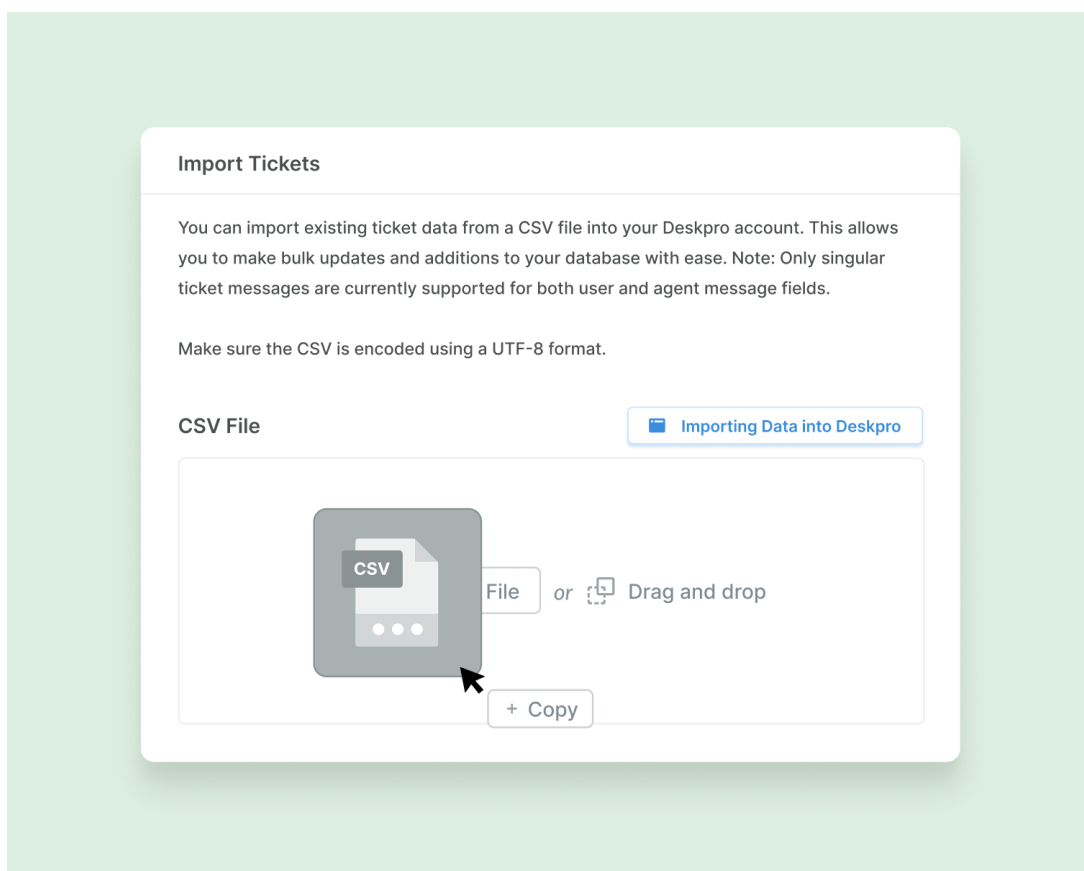 Import Tickets
You can import existing ticket data from a CSV file into your Deskpro account. This allows
you to make bulk updates and additions to your database with ease. Note: Only singular
ticket messages are currently supported for both user and agent message fields.
Make sure the CSV is encoded using a UTF-8 format.
CSV File
Importing Data into Deskpro
CSV
File or Drag and drop
+ Copy